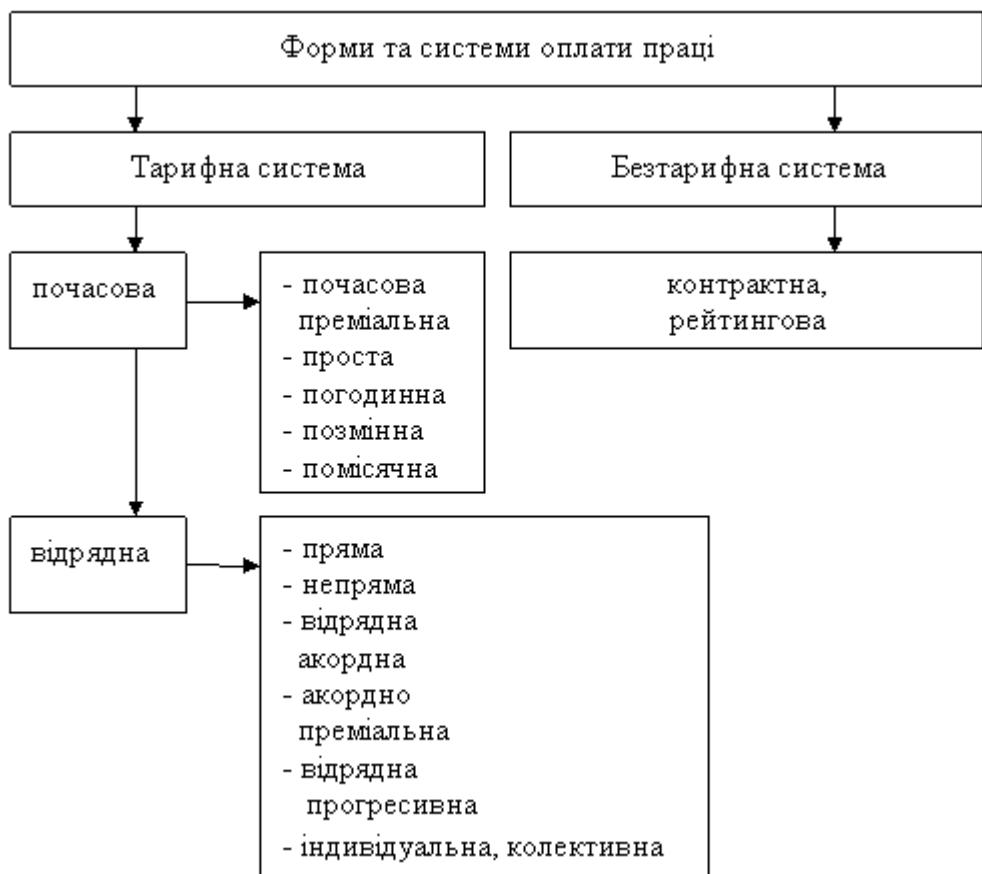 Форми та системи оплати праці
Тарифна система
Безтарифна система
почасова
- почасова
преміальна
- проста
- погодинна
- позмінна
- помісячна
контрактна,
рейтингова
відрядна
- пряма
- непряма
- відрядна
акордна
- акордно
преміальна
- відрядна
прогресивна
- індивідуальна, колективна